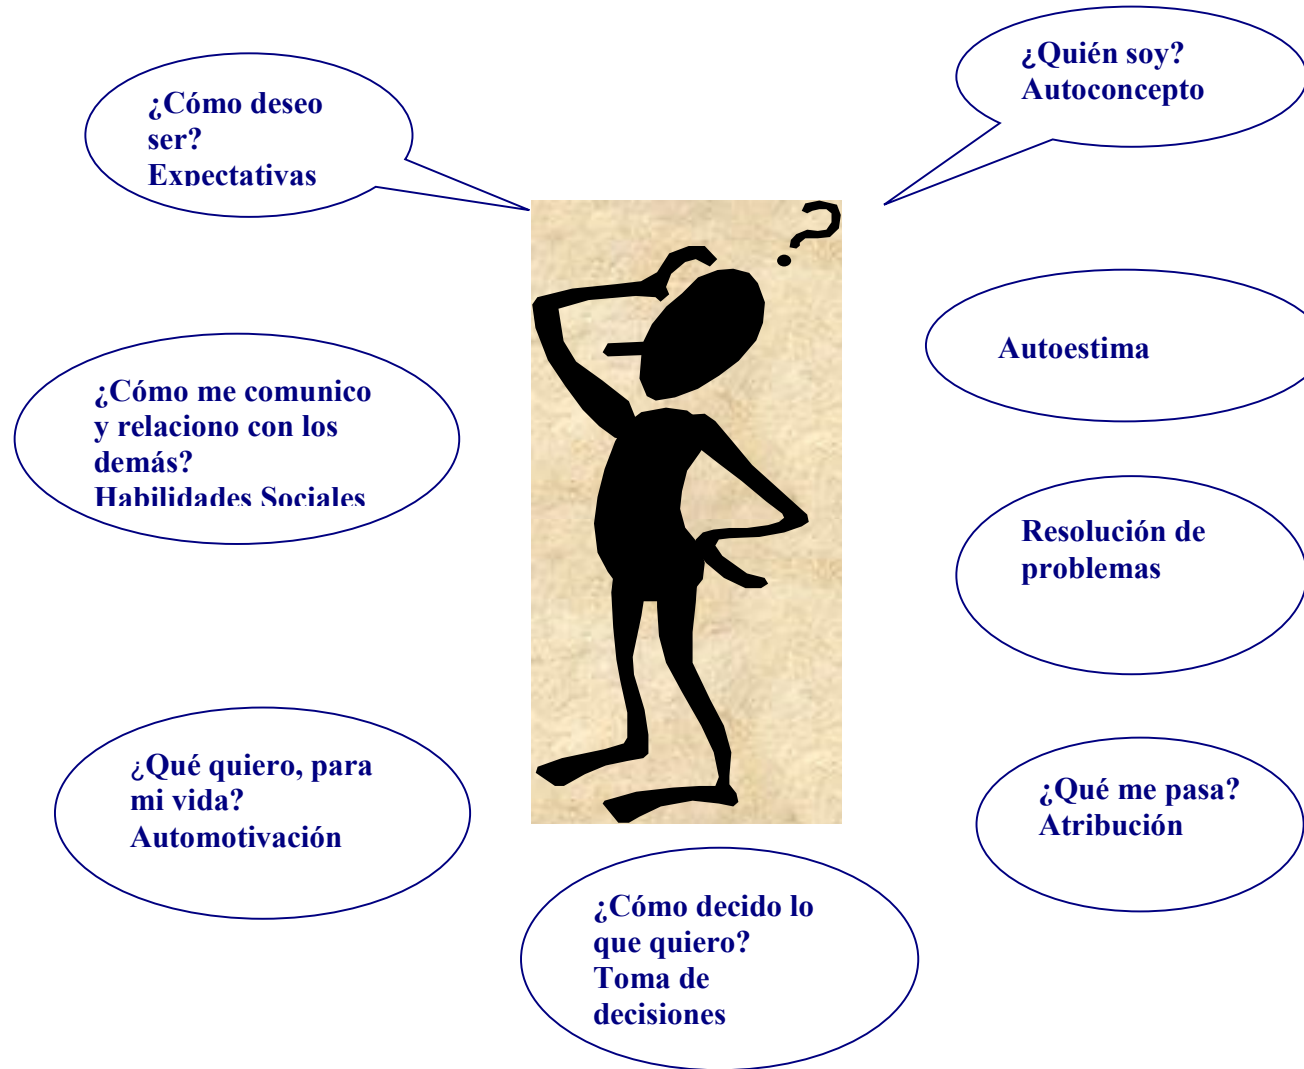 ¿Cómo deseo
ser?
Expectativas
¿Quién soy?
Autoconcepto
?
Autoestima
¿Cómo me comunico
y relaciono con los
demás?
Habilidades Sociales
Resolución de
problemas
¿Qué quiero, para
mi vida?
Automotivación
¿Qué me pasa?
Atribución
¿Cómo decido lo
que quiero?
Toma de
decisiones